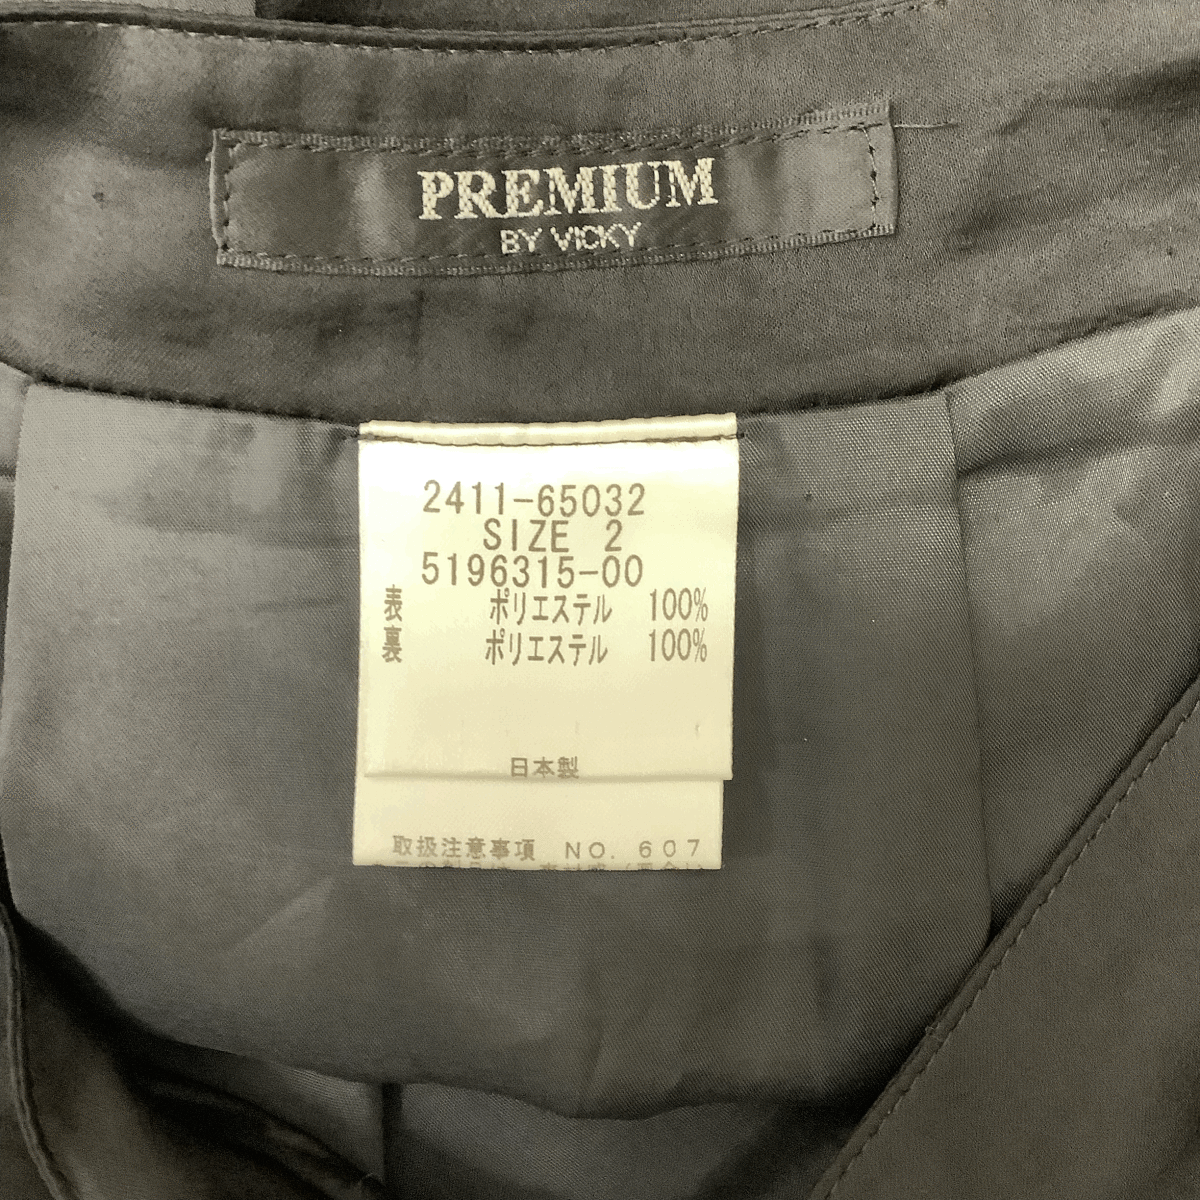 PREMIUM
BY VICKY
2411-65032
SIZE 2
5196315-00
表 ポリエステル 100%
裏 ポリエステル 100%
日本製
取扱注意事項 NO. 607